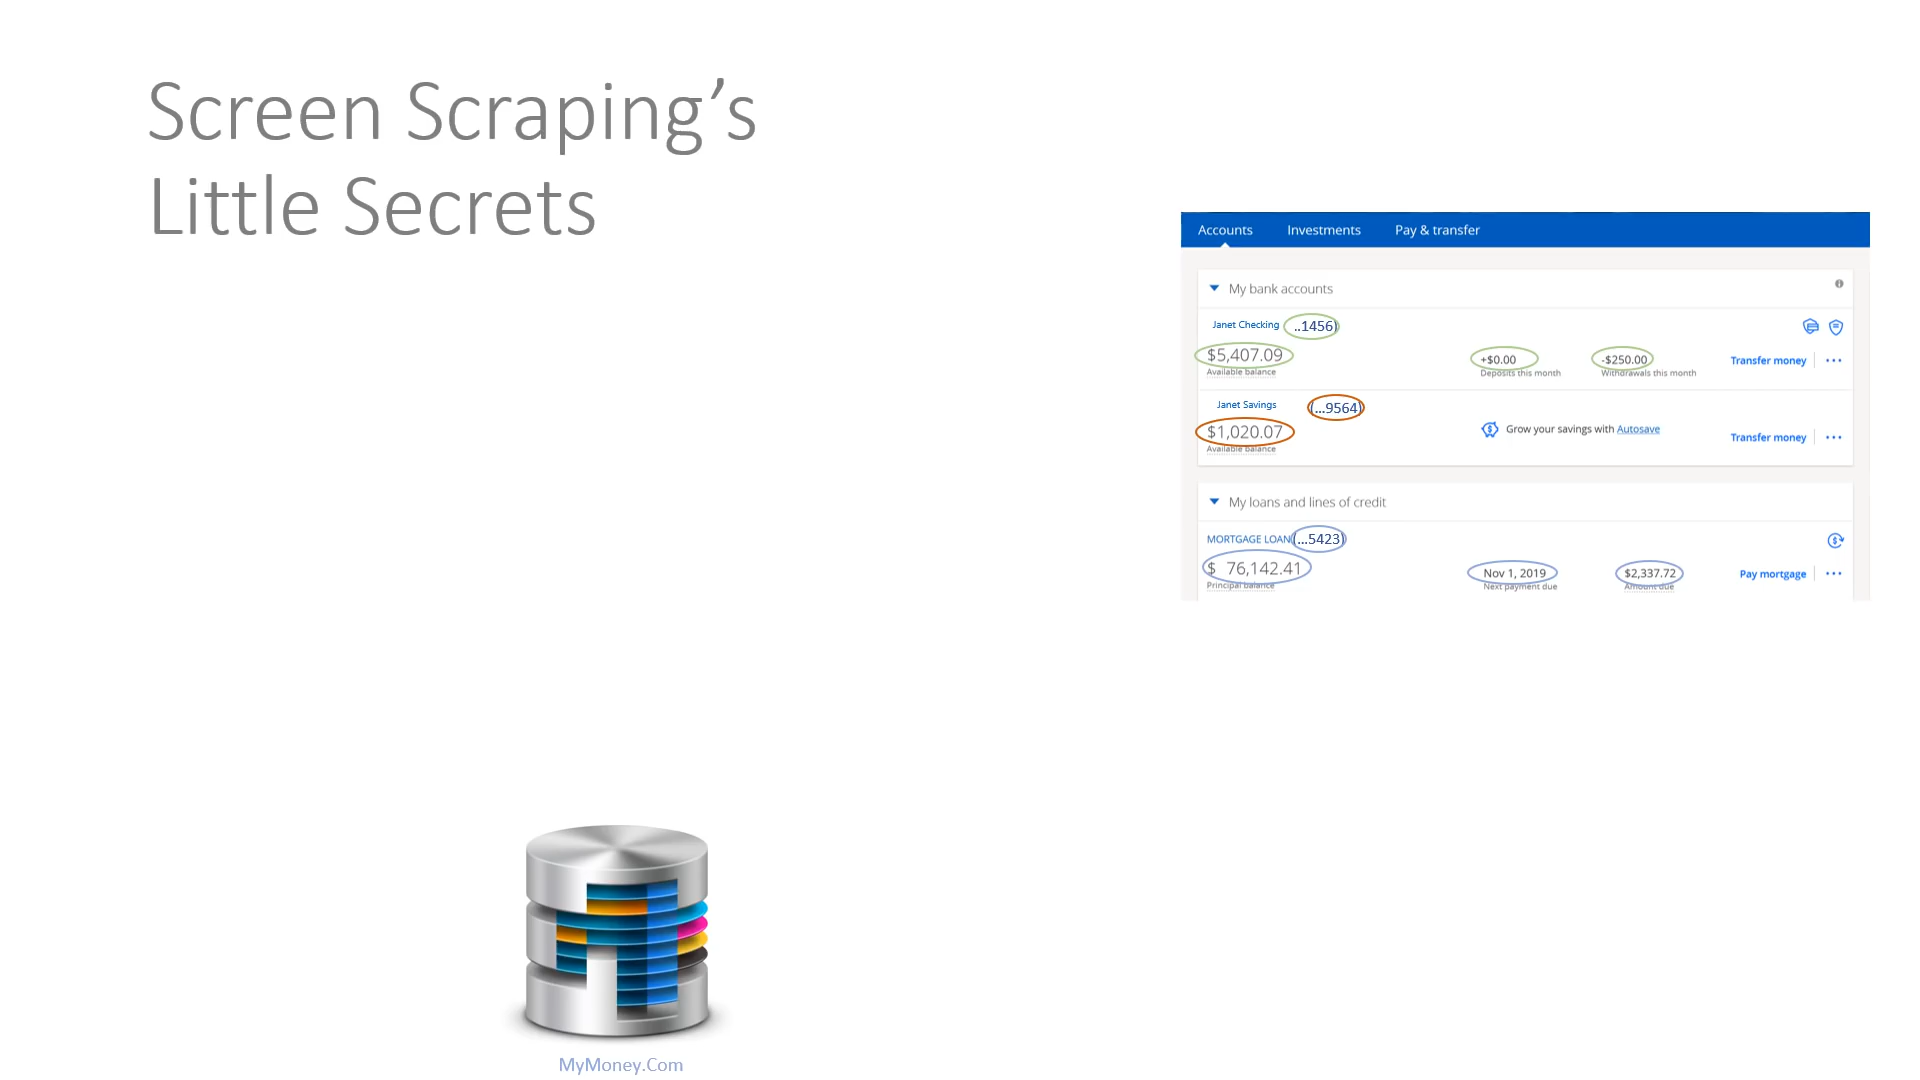 Screen Scraping’s
Little Secrets
Accounts Investments Pay & transfer
My bank accounts
Janet Checking ..1456)
$5,407.09
Available balance
+$0.00
Deposits this month
-$250.00
Withdrawals this month
Transfer money
Janet Savings (...9564)
$1,020.07
Available balance
Grow your savings with Autosave
Transfer money
My loans and lines of credit
MORTGAGE LOAN (...5423)
$ 76,142.41
Principal balance
Nov 1, 2019
Next payment due
$2,337.72
Amount due
Pay mortgage
MyMoney.Com